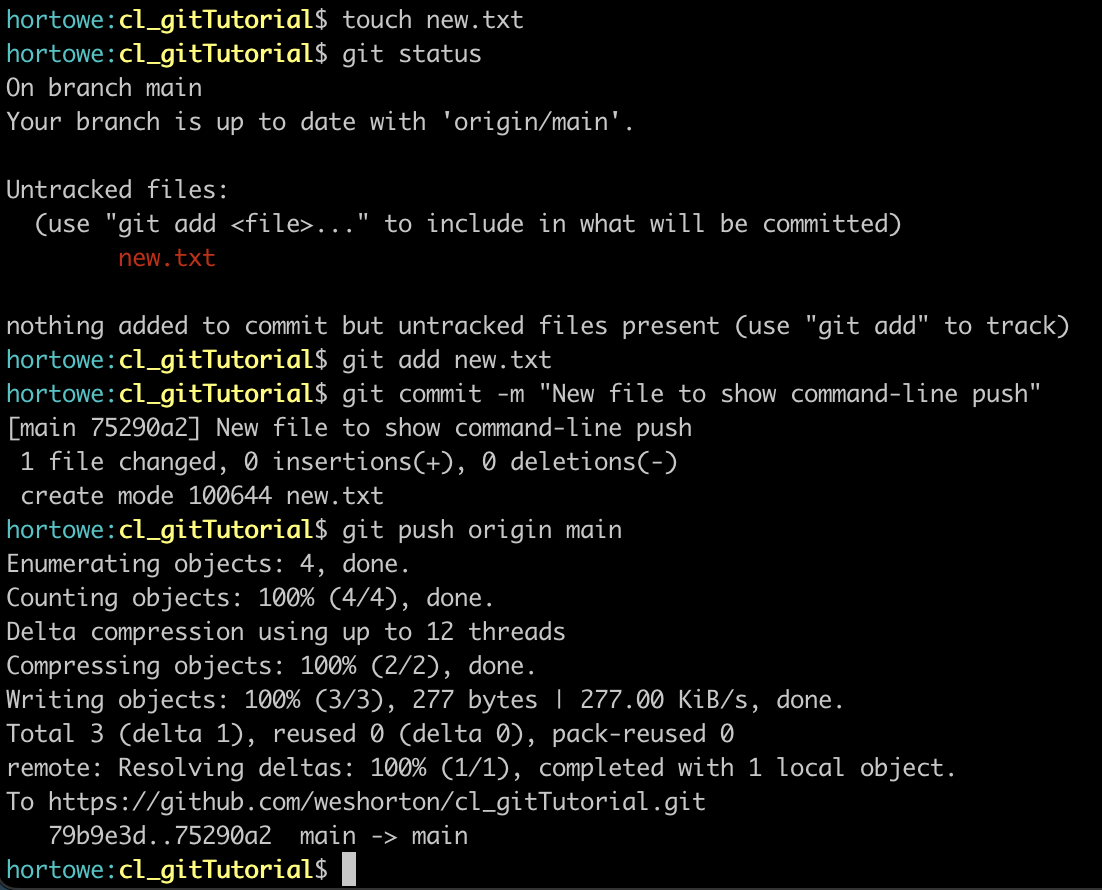 hortowe:cl_gitTutorial$ touch new.txt
hortowe:cl_gitTutorial$ git status
On branch main
Your branch is up to date with 'origin/main'.

Untracked files:
  (use "git add <file>..." to include in what will be committed)
        new.txt

nothing added to commit but untracked files present (use "git add" to track)
hortowe:cl_gitTutorial$ git add new.txt
hortowe:cl_gitTutorial$ git commit -m "New file to show command-line push"
[main 75290a2] New file to show command-line push
 1 file changed, 0 insertions(+), 0 deletions(-)
 create mode 100644 new.txt
hortowe:cl_gitTutorial$ git push origin main
Enumerating objects: 4, done.
Counting objects: 100% (4/4), done.
Delta compression using up to 12 threads
Compressing objects: 100% (2/2), done.
Writing objects: 100% (3/3), 277 bytes | 277.00 KiB/s, done.
Total 3 (delta 1), reused 0 (delta 0), pack-reused 0
remote: Resolving deltas: 100% (1/1), completed with 1 local object.
To https://github.com/weshorton/cl_gitTutorial.git
   79b9e3d..75290a2  main -> main
hortowe:cl_gitTutorial$